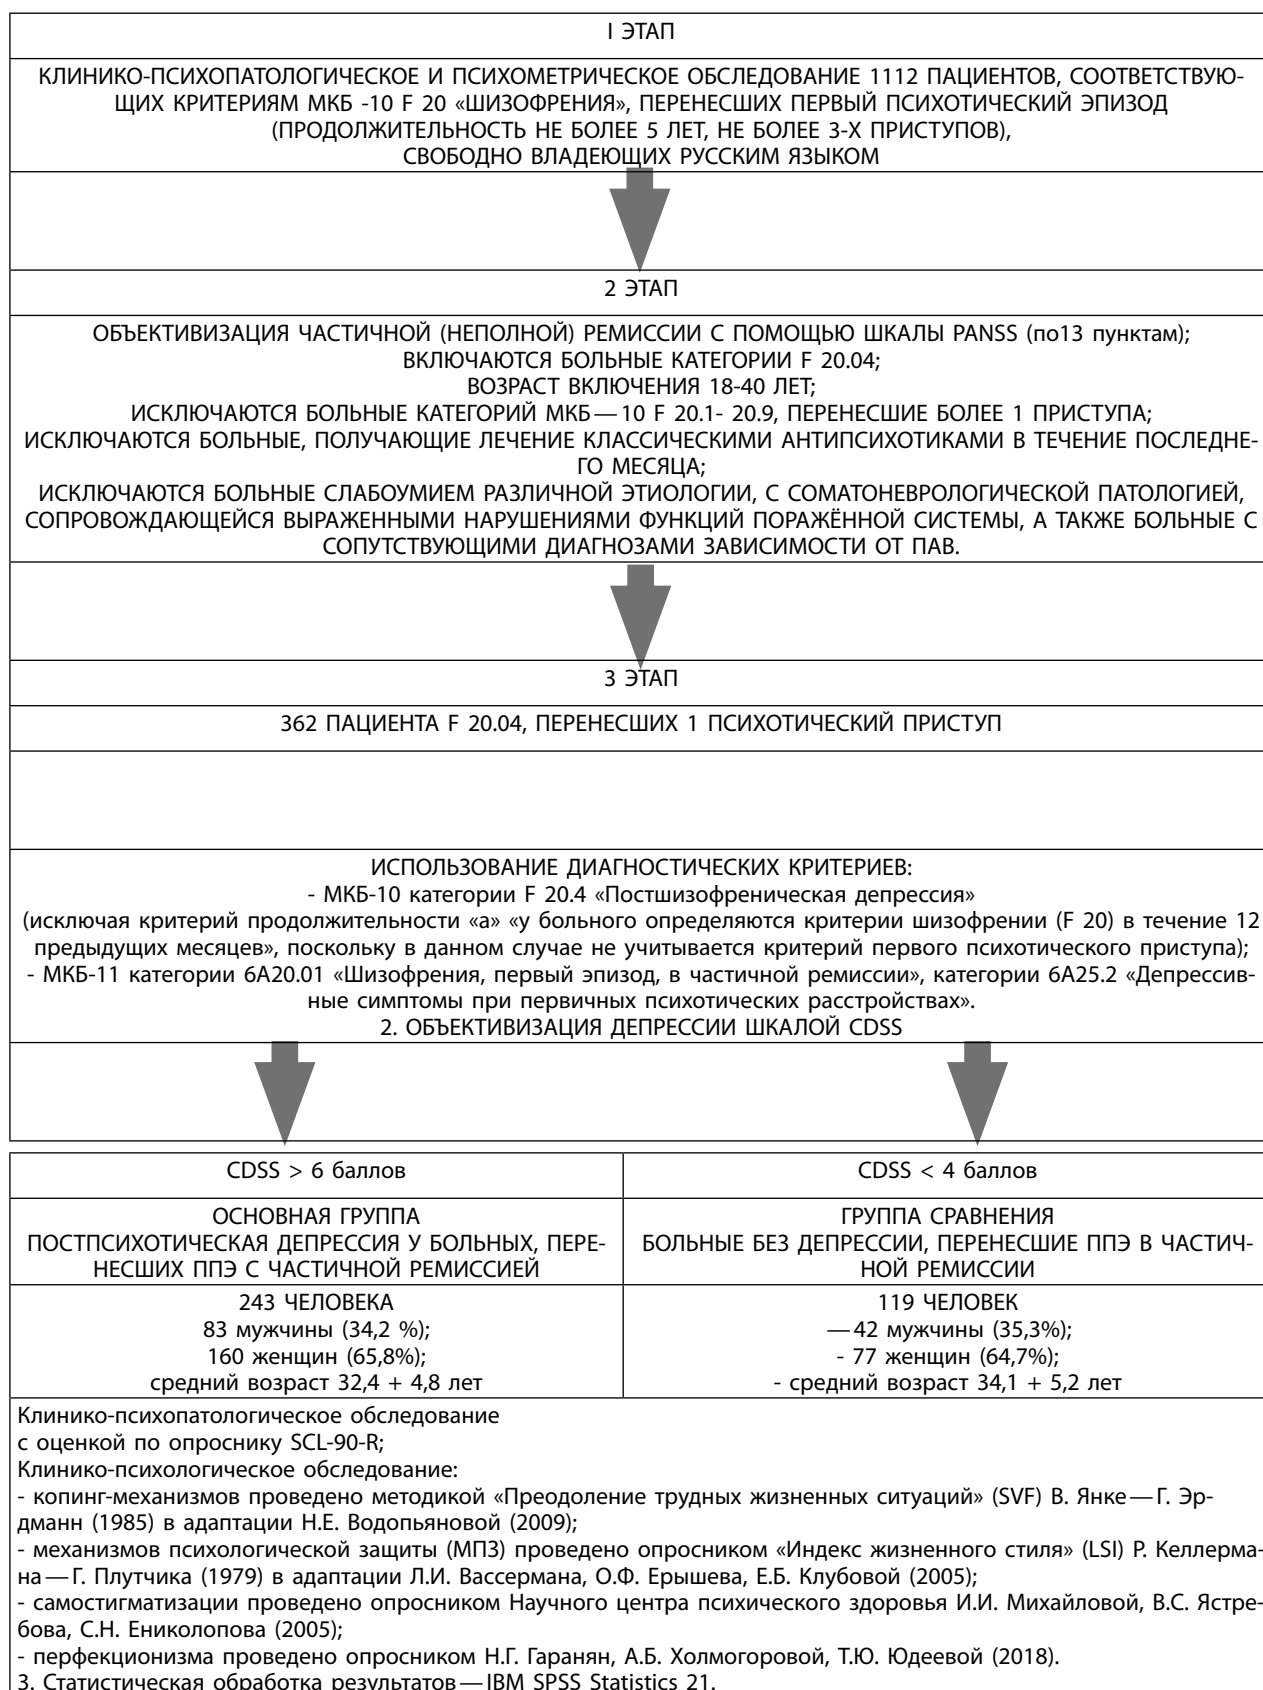 I ЭТАП
КЛИНИКО-ПСИХОПАТОЛОГИЧЕСКОЕ И ПСИХОМЕТРИЧЕСКОЕ ОБСЛЕДОВАНИЕ 1112 ПАЦИЕНТОВ, СООТВЕТСТВУЮ-
ЩИХ КРИТЕРИЯМ МКБ -10 F 20 «ШИЗОФРЕНИЯ», ПЕРЕНЕСШИХ ПЕРВЫЙ ПСИХОТИЧЕСКИЙ ЭПИЗОД
(ПРОДОЛЖИТЕЛЬНОСТЬ НЕ БОЛЕЕ 5 ЛЕТ, НЕ БОЛЕЕ 3-Х ПРИСТУПОВ),
СВОБОДНО ВЛАДЕЮЩИХ РУССКИМ ЯЗЫКОМ
2 ЭТАП
ОБЪЕКТИВИЗАЦИЯ ЧАСТИЧНОЙ (НЕПОЛНОЙ) РЕМИССИИ С ПОМОЩЬЮ ШКАЛЫ PANSS (по13 пунктам);
ВКЛЮЧАЮТСЯ БОЛЬНЫЕ КАТЕГОРИИ F 20.04;
ВОЗРАСТ ВКЛЮЧЕНИЯ 18-40 ЛЕТ;
ИСКЛЮЧАЮТСЯ БОЛЬНЫЕ КАТЕГОРИЙ МКБ — 10 F 20.1- 20.9, ПЕРЕНЕСШИЕ БОЛЕЕ 1 ПРИСТУПА;
ИСКЛЮЧАЮТСЯ БОЛЬНЫЕ, ПОЛУЧАЮЩИЕ ЛЕЧЕНИЕ КЛАССИЧЕСКИМИ АНТИПСИХОТИКАМИ В ТЕЧЕНИЕ ПОСЛЕДНЕ-
ГО МЕСЯЦА;
ИСКЛЮЧАЮТСЯ БОЛЬНЫЕ СЛАБОУМИЕМ РАЗЛИЧНОЙ ЭТИОЛОГИИ, С СОМАТОНЕВРОЛОГИЧЕСКОЙ ПАТОЛОГИЕЙ,
СОПРОВОЖДАЮЩЕЙСЯ ВЫРАЖЕННЫМИ НАРУШЕНИЯМИ ФУНКЦИЙ ПОРАЖЁННОЙ СИСТЕМЫ, А ТАКЖЕ БОЛЬНЫЕ С
СОПУТСТВУЮЩИМИ ДИАГНОЗАМИ ЗАВИСИМОСТИ ОТ ПАВ.
3 ЭТАП
362 ПАЦИЕНТА F 20.04, ПЕРЕНЕСШИХ 1 ПСИХОТИЧЕСКИЙ ПРИСТУП
ИСПОЛЬЗОВАНИЕ ДИАГНОСТИЧЕСКИХ КРИТЕРИЕВ:
- МКБ-10 категории F 20.4 «Постшизофреническая депрессия»
(исключая критерий продолжительности «а» «у больного определяются критерии шизофрении (F 20) в течение 12
предыдущих месяцев», поскольку в данном случае не учитывается критерий первого психотического приступа);
- МКБ-11 категории 6А20.01 «Шизофрения, первый эпизод, в частичной ремиссии», категории 6А25.2 «Депрессив-
ные симптомы при первичных психотических расстройствах».
2. ОБЪЕКТИВИЗАЦИЯ ДЕПРЕССИИ ШКАЛОЙ CDSS
CDSS > 6 баллов
ОСНОВНАЯ ГРУППА
ПОСТПСИХОТИЧЕСКАЯ ДЕПРЕССИЯ У БОЛЬНЫХ, ПЕРЕ-
НЕСШИХ ППЭ С ЧАСТИЧНОЙ РЕМИССИЕЙ
243 ЧЕЛОВЕКА
83 мужчины (34,2 %);
160 женщин (65,8%);
средний возраст 32,4 + 4,8 лет
CDSS < 4 баллов
ГРУППА СРАВНЕНИЯ
БОЛЬНЫЕ БЕЗ ДЕПРЕССИИ, ПЕРЕНЕСШИЕ ППЭ В ЧАСТИЧ-
НОЙ РЕМИССИИ
119 ЧЕЛОВЕК
— 42 мужчины (35,3%);
- 77 женщин (64,7%);
- средний возраст 34,1 + 5,2 лет
Клинико-психопатологическое обследование
с оценкой по опроснику SCL-90-R;
Клинико-психологическое обследование:
- копинг-механизмов проведено методикой «Преодоление трудных жизненных ситуаций» (SVF) В. Янке — Г. Эр-
дманн (1985) в адаптации Н.Е. Водопьяновой (2009);
- механизмов психологической защиты (МПЗ) проведено опросником «Индекс жизненного стиля» (LSI) Р. Келлерма-
на — Г. Плутчика (1979) в адаптации Л.И. Вассермана, О.Ф. Ерышева, Е.Б. Клубовой (2005);
- самостигматизации проведено опросником Научного центра психического здоровья И.И. Михайловой, В.С. Ястре-
бова, С.Н. Ениколопова (2005);
- перфекционизма проведено опросником Н.Г. Гаранян, А.Б. Холмогоровой, Т.Ю. Юдеевой (2018).
3. Статистическая обработка результатов — IBM SPSS Statistics 21.